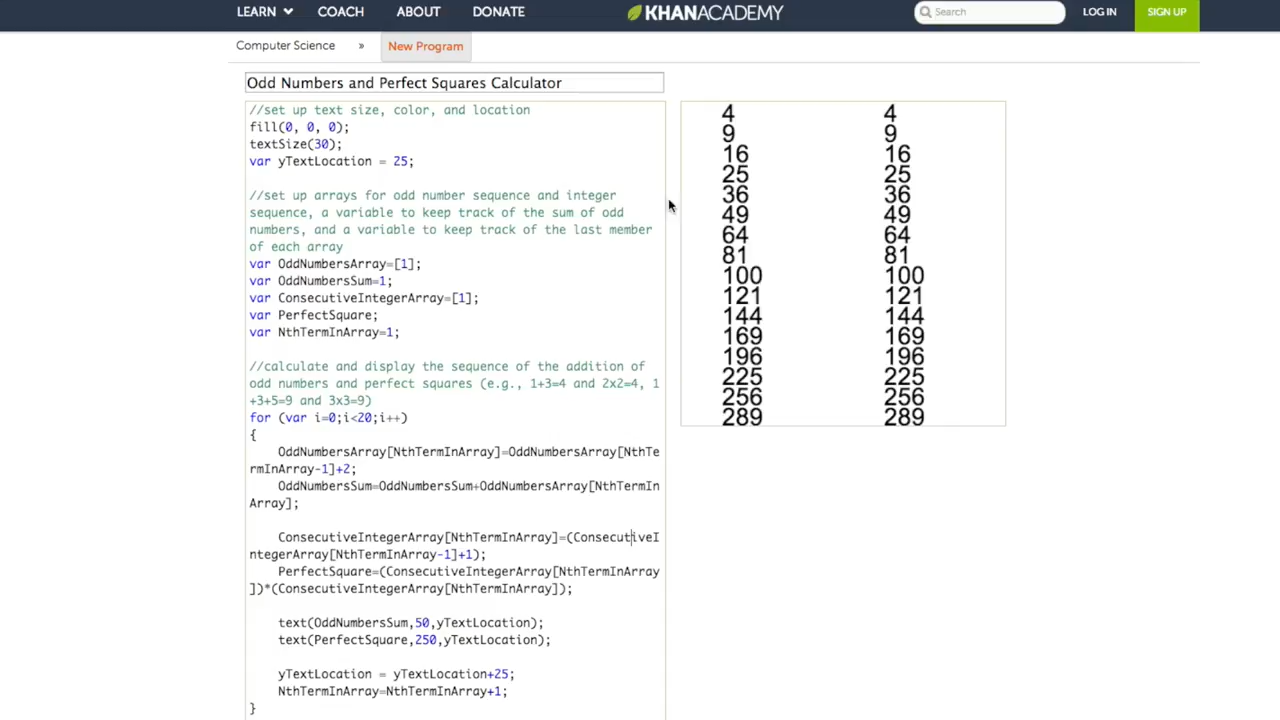 LEARN COACH ABOUT DONATE KHANACADEMY Search LOG IN SIGN UP
Computer Science » New Program
Odd Numbers and Perfect Squares Calculator
//set up text size, color, and location
fill(0, 0, 0);
textSize(30);
var yTextLocation = 25;
//set up arrays for odd number sequence and integer
sequence, a variable to keep track of the sum of odd
numbers, and a variable to keep track of the last member
of each array
var OddNumbersArray=[1];
var OddNumbersSum=1;
var ConsecutiveIntegerArray=[1];
var PerfectSquare;
var NthTermInArray=1;
//calculate and display the sequence of the addition of
odd numbers and perfect squares (e.g., 1+3=4 and 2x2=4, 1
+3+5=9 and 3x3=9)
for (var i=0;i<20;i++)
{
OddNumbersArray[NthTermInArray]=OddNumbersArray[NthTe
rmInArray-1]+2;
OddNumbersSum=OddNumbersSum+OddNumbersArray[NthTermIn
Array];
ConsecutiveIntegerArray[NthTermInArray]=(ConsecutiveI
ntegerArray[NthTermInArray-1]+1);
PerfectSquare=(ConsecutiveIntegerArray[NthTermInArray
])*(ConsecutiveIntegerArray[NthTermInArray]);
text(OddNumbersSum,50,yTextLocation);
text(PerfectSquare,250,yTextLocation);
yTextLocation = yTextLocation+25;
NthTermInArray=NthTermInArray+1;
}
4 4
9 9
16 16
25 25
36 36
49 49
64 64
81 81
100 100
121 121
144 144
169 169
196 196
225 225
256 256
289 289